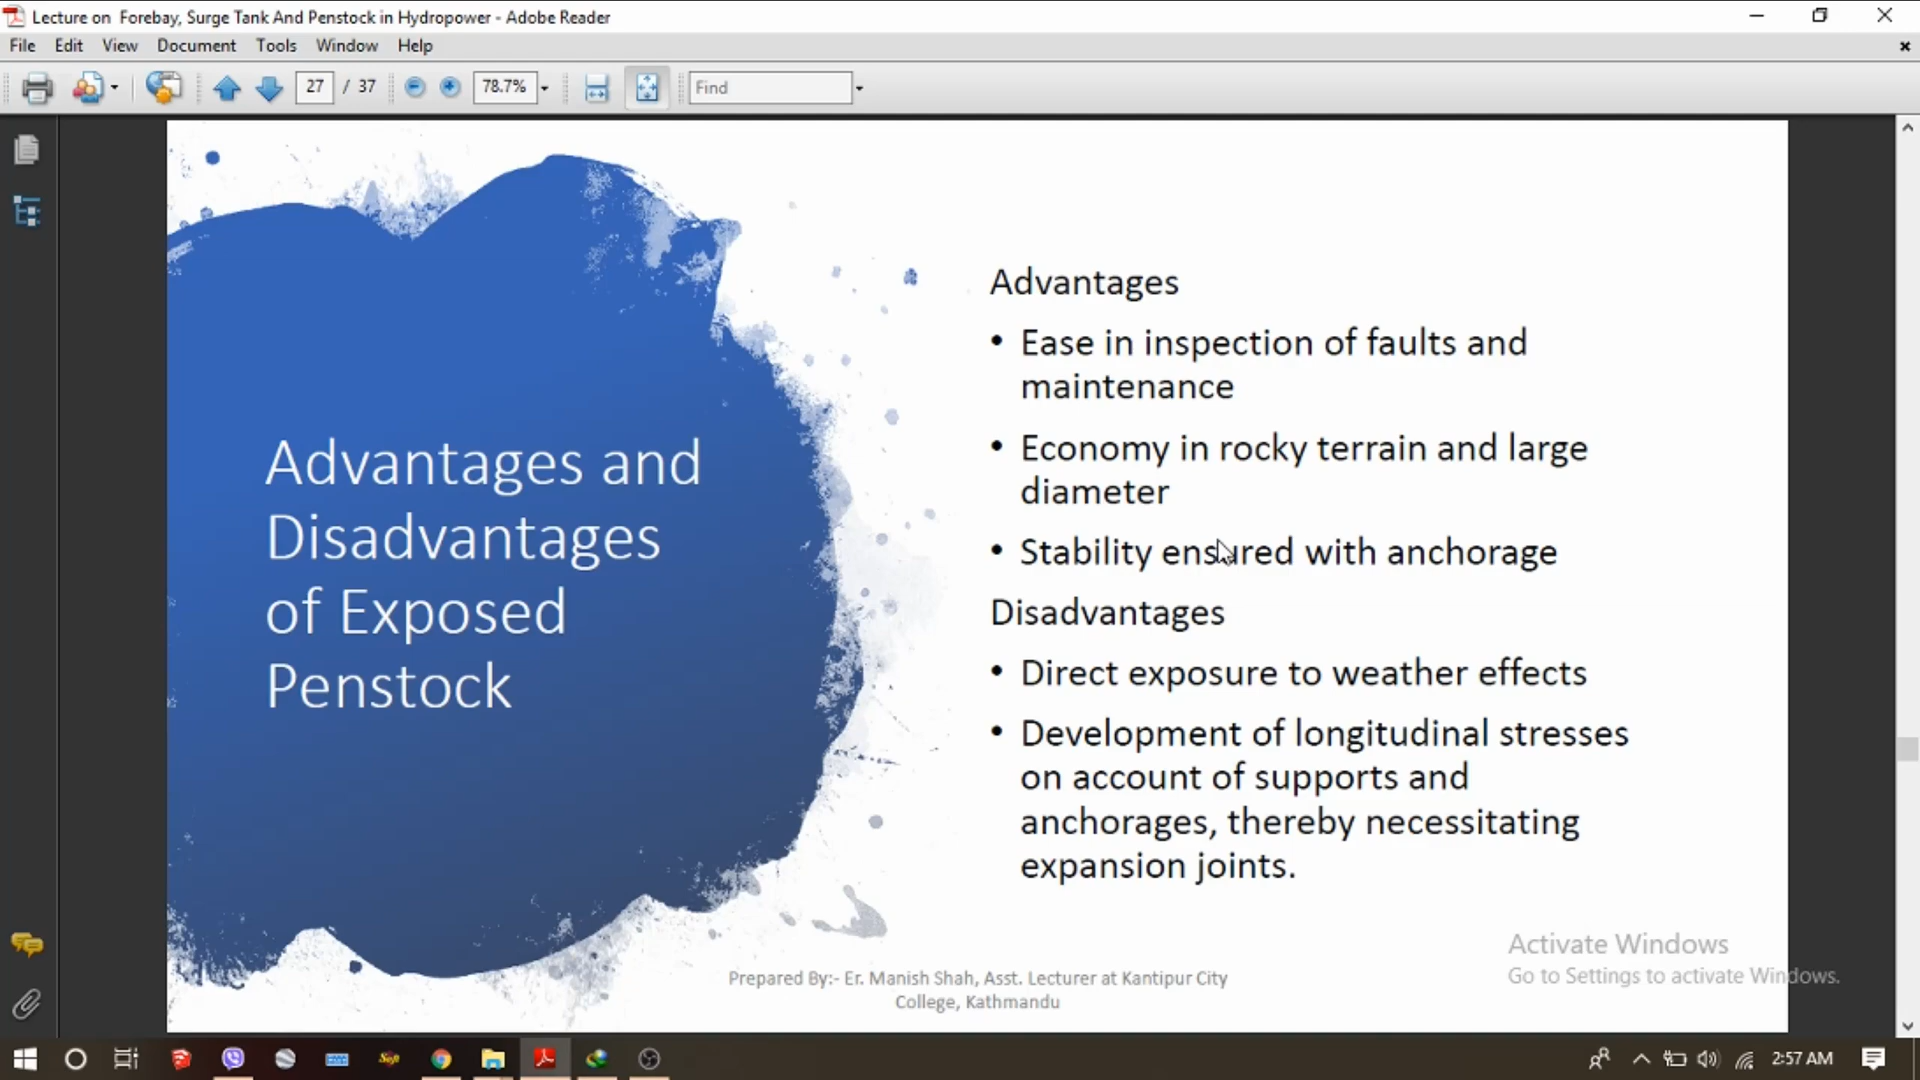 Lecture on  Forebay, Surge Tank And Penstock in Hydropower - Adobe Reader
File Edit View Document Tools Window Help
27 / 37 78.7% Find
Advantages and
Disadvantages
of Exposed
Penstock
Advantages
• Ease in inspection of faults and
maintenance
• Economy in rocky terrain and large
diameter
• Stability ensured with anchorage
Disadvantages
• Direct exposure to weather effects
• Development of longitudinal stresses
on account of supports and
anchorages, thereby necessitating
expansion joints.
Activate Windows
Go to Settings to activate Windows.
Prepared By:- Er. Manish Shah, Asst. Lecturer at Kantipur City
College, Kathmandu
2:57 AM